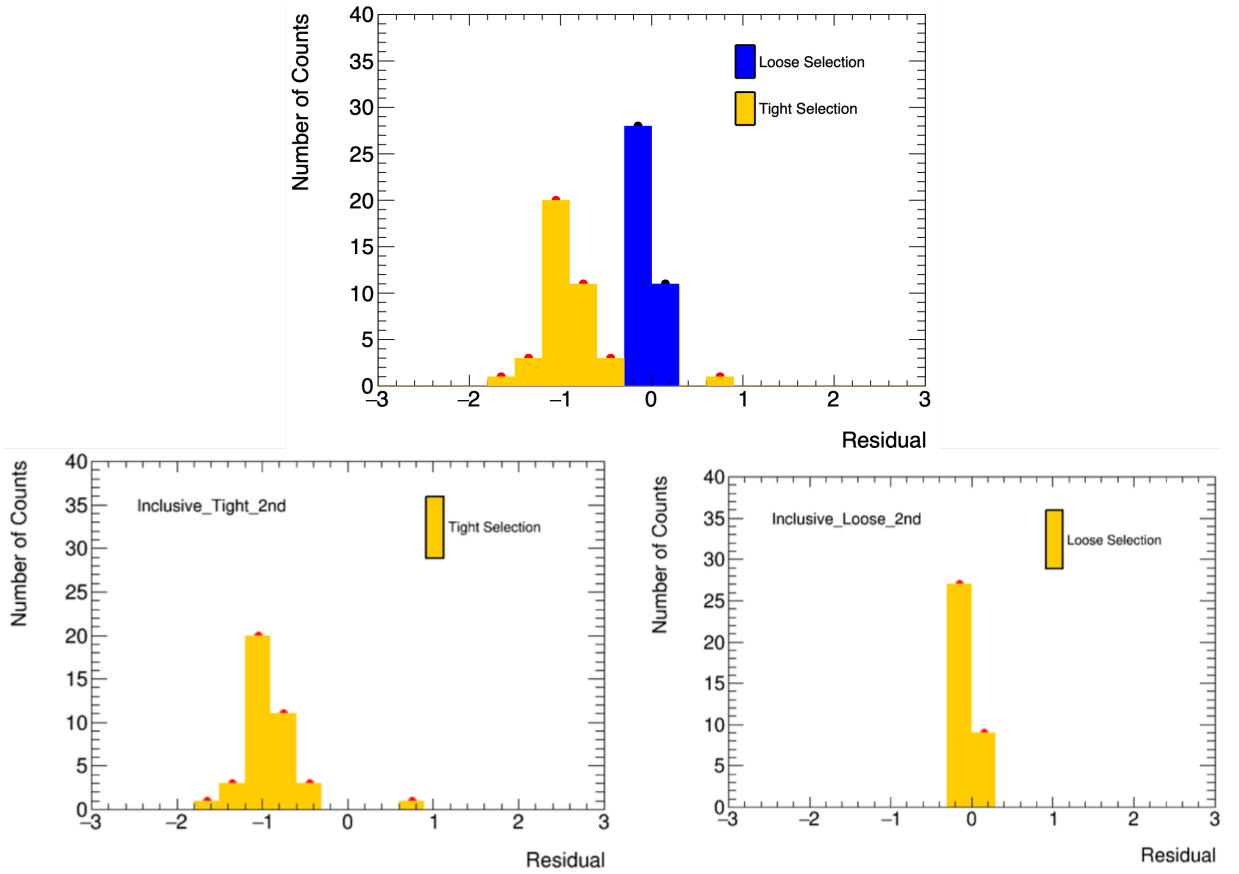 Number of Counts
40
35
30
25
20
15
10
5
0
−3 −2 −1 0 1 2 3
Residual
Loose Selection
Tight Selection
Number of Counts
40
35
30
25
20
15
10
5
0
−3 −2 −1 0 1 2 3
Residual
Inclusive_Tight_2nd
Tight Selection
Number of Counts
40
35
30
25
20
15
10
5
0
−3 −2 −1 0 1 2 3
Residual
Inclusive_Loose_2nd
Loose Selection